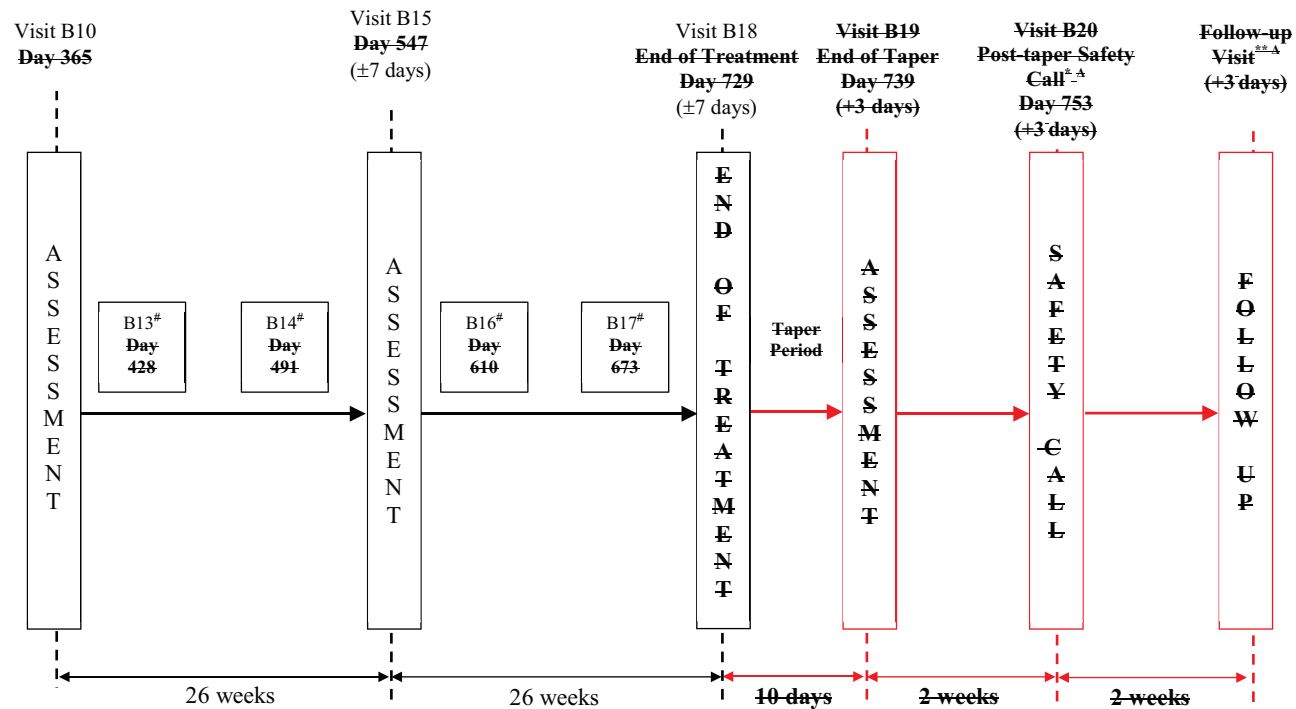 Visit B10
Day 365
Visit B15
Day 547
(±7 days)
Visit B18
End of Treatment
Day 729
(±7 days)
Visit B19
End of Taper
Day 739
(+3 days)
Visit B20
Post-taper Safety
Call* A
Day 753
(+3 days)
Follow-up
Visit** A
(+3 days)
ASSESSMENT
B13#
Day
428
B14#
Day
491
ASSESSMENT
B16#
Day
610
B17#
Day
673
END OF TREATMENT
Taper
Period
ASSESSMENT
SAFETY CALL
FOLLOW UP
26 weeks
26 weeks
10 days
2 weeks
2 weeks